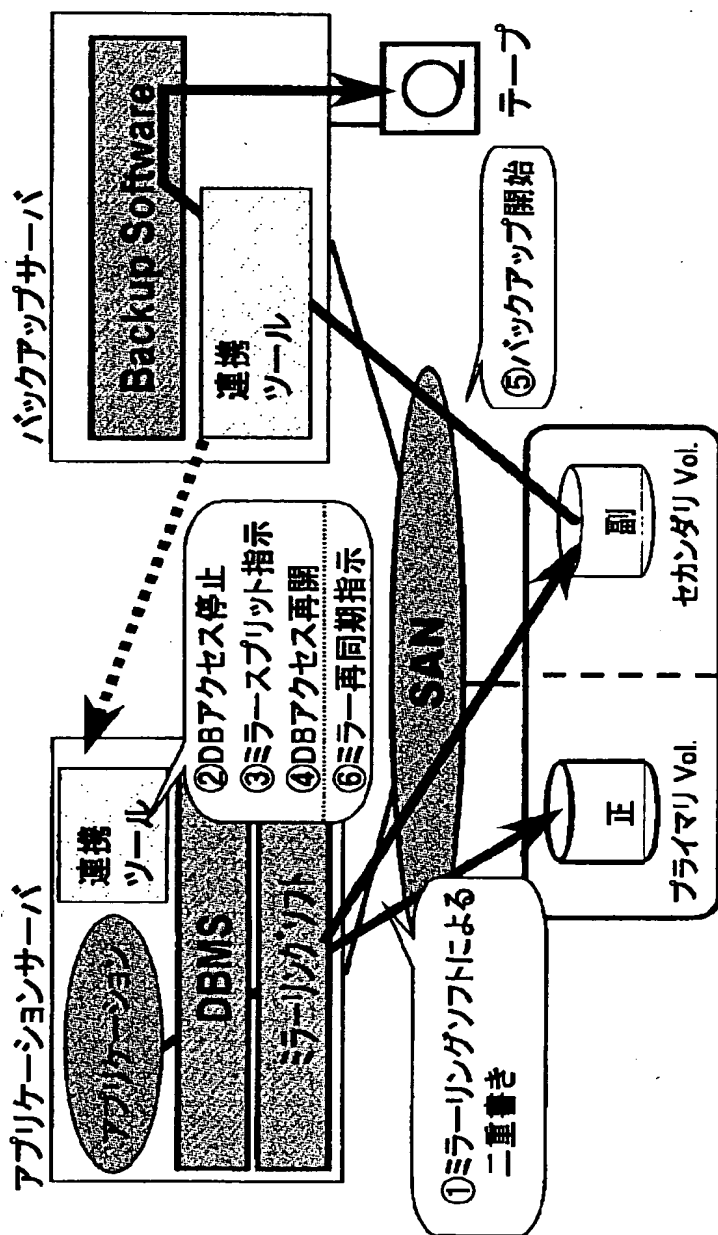 アプリケーションサーバ
アプリケーション
連携
ツール
DBMS
ミラーリングソフト
②DBアクセス停止
③ミラースプリット指示
④DBアクセス再開
⑥ミラー再同期指示
バックアップサーバ
Backup Software
連携
ツール
テープ
SAN
①ミラーリングソフトによる
二重書き
⑤バックアップ開始
正
プライマリ Vol.
副
セカンダリ Vol.